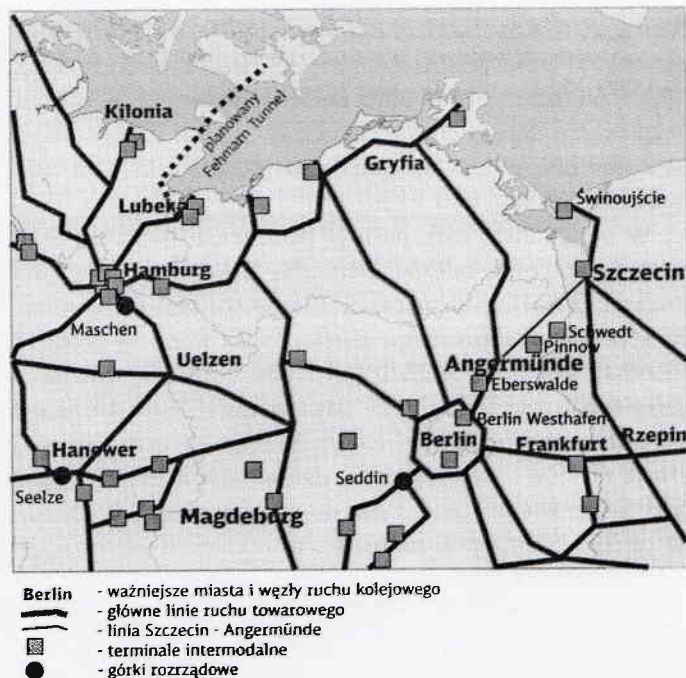 Kilonia
planowany
Fehmarn Tunnel
Gryfia
Świnoujście
Lubeka
Szczecin
Hamburg
Maschen
Schwedt
Pinnow
Uelzen
Angermünde
Eberswalde
Berlin Westhafen
Hanower
Berlin
Frankfurt
Rzepin
Seddin
Seelze
Magdeburg
Berlin - ważniejsze miasta i węzły ruchu kolejowego
- główne linie ruchu towarowego
- linia Szczecin - Angermünde
- terminale intermodalne
- górki rozrządowe